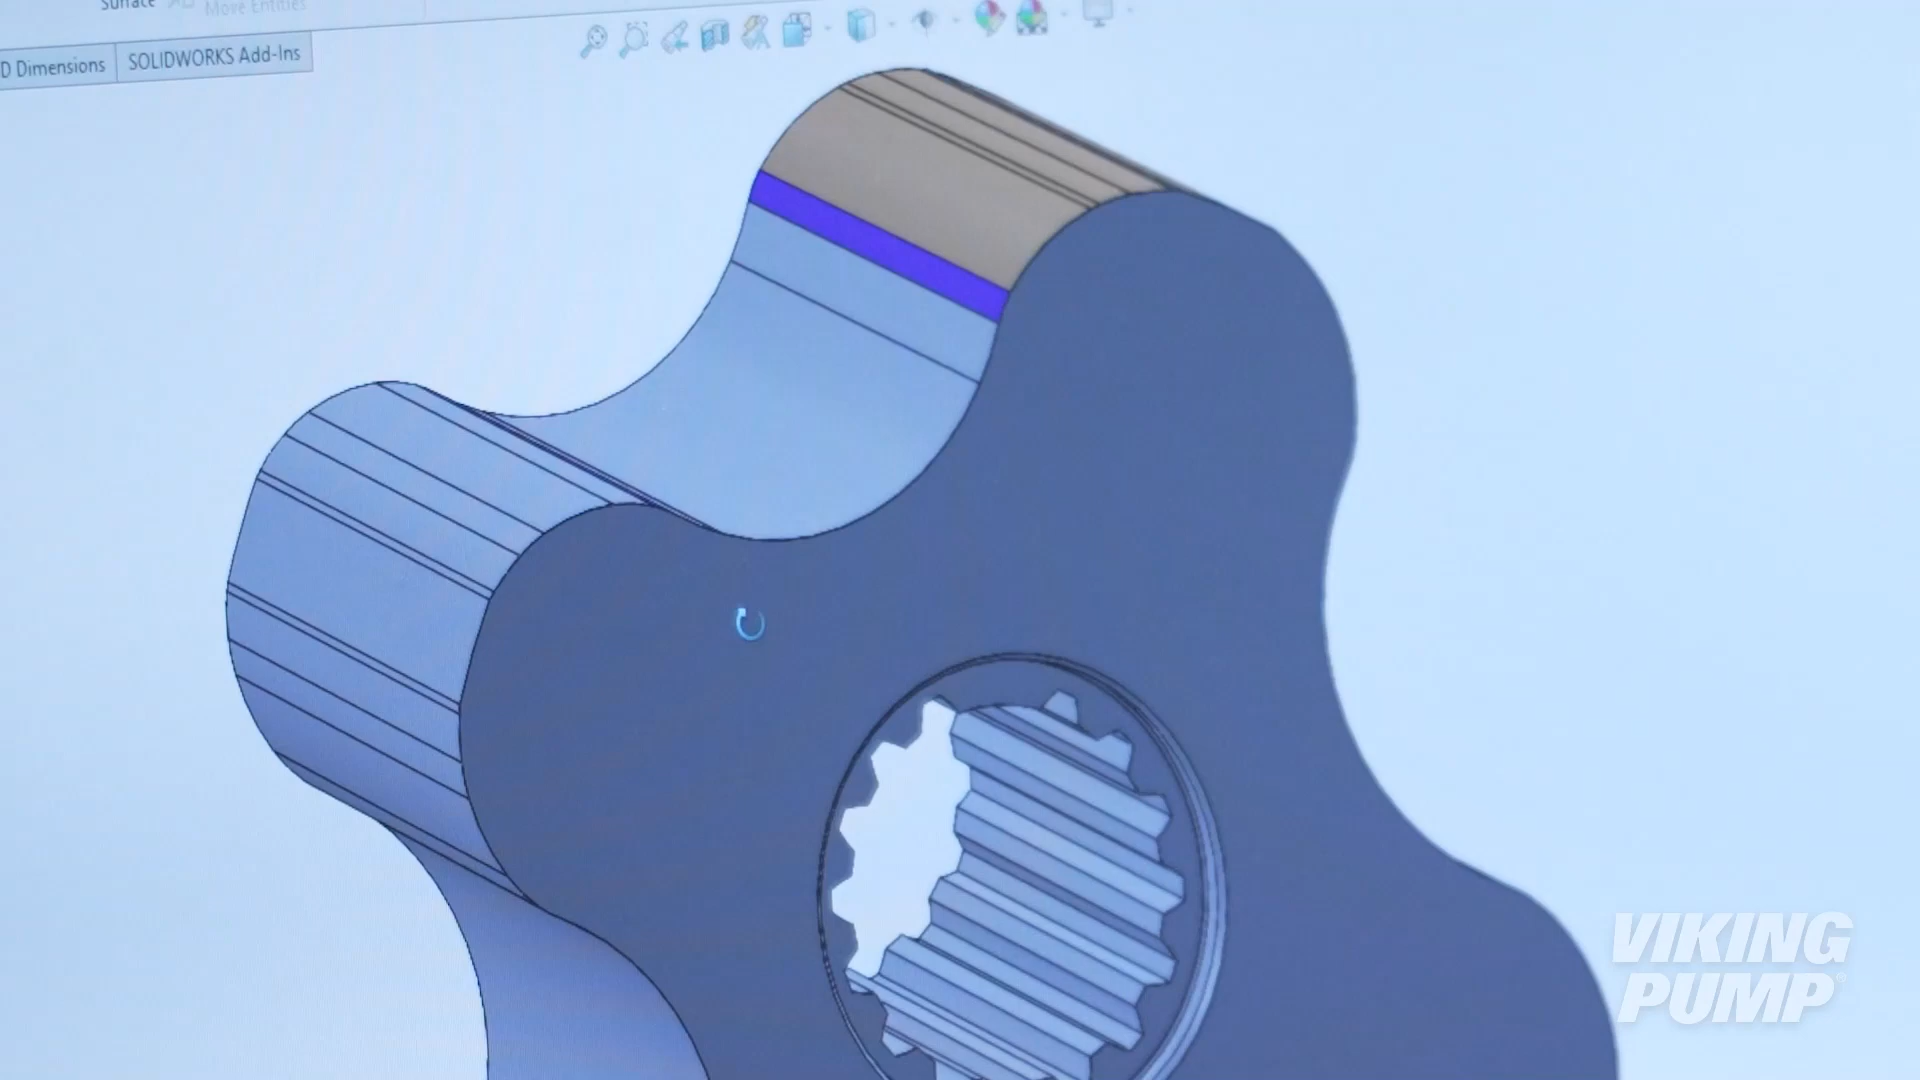 Surface
Move Entities
D Dimensions
SOLIDWORKS Add-Ins
VIKING
PUMP®